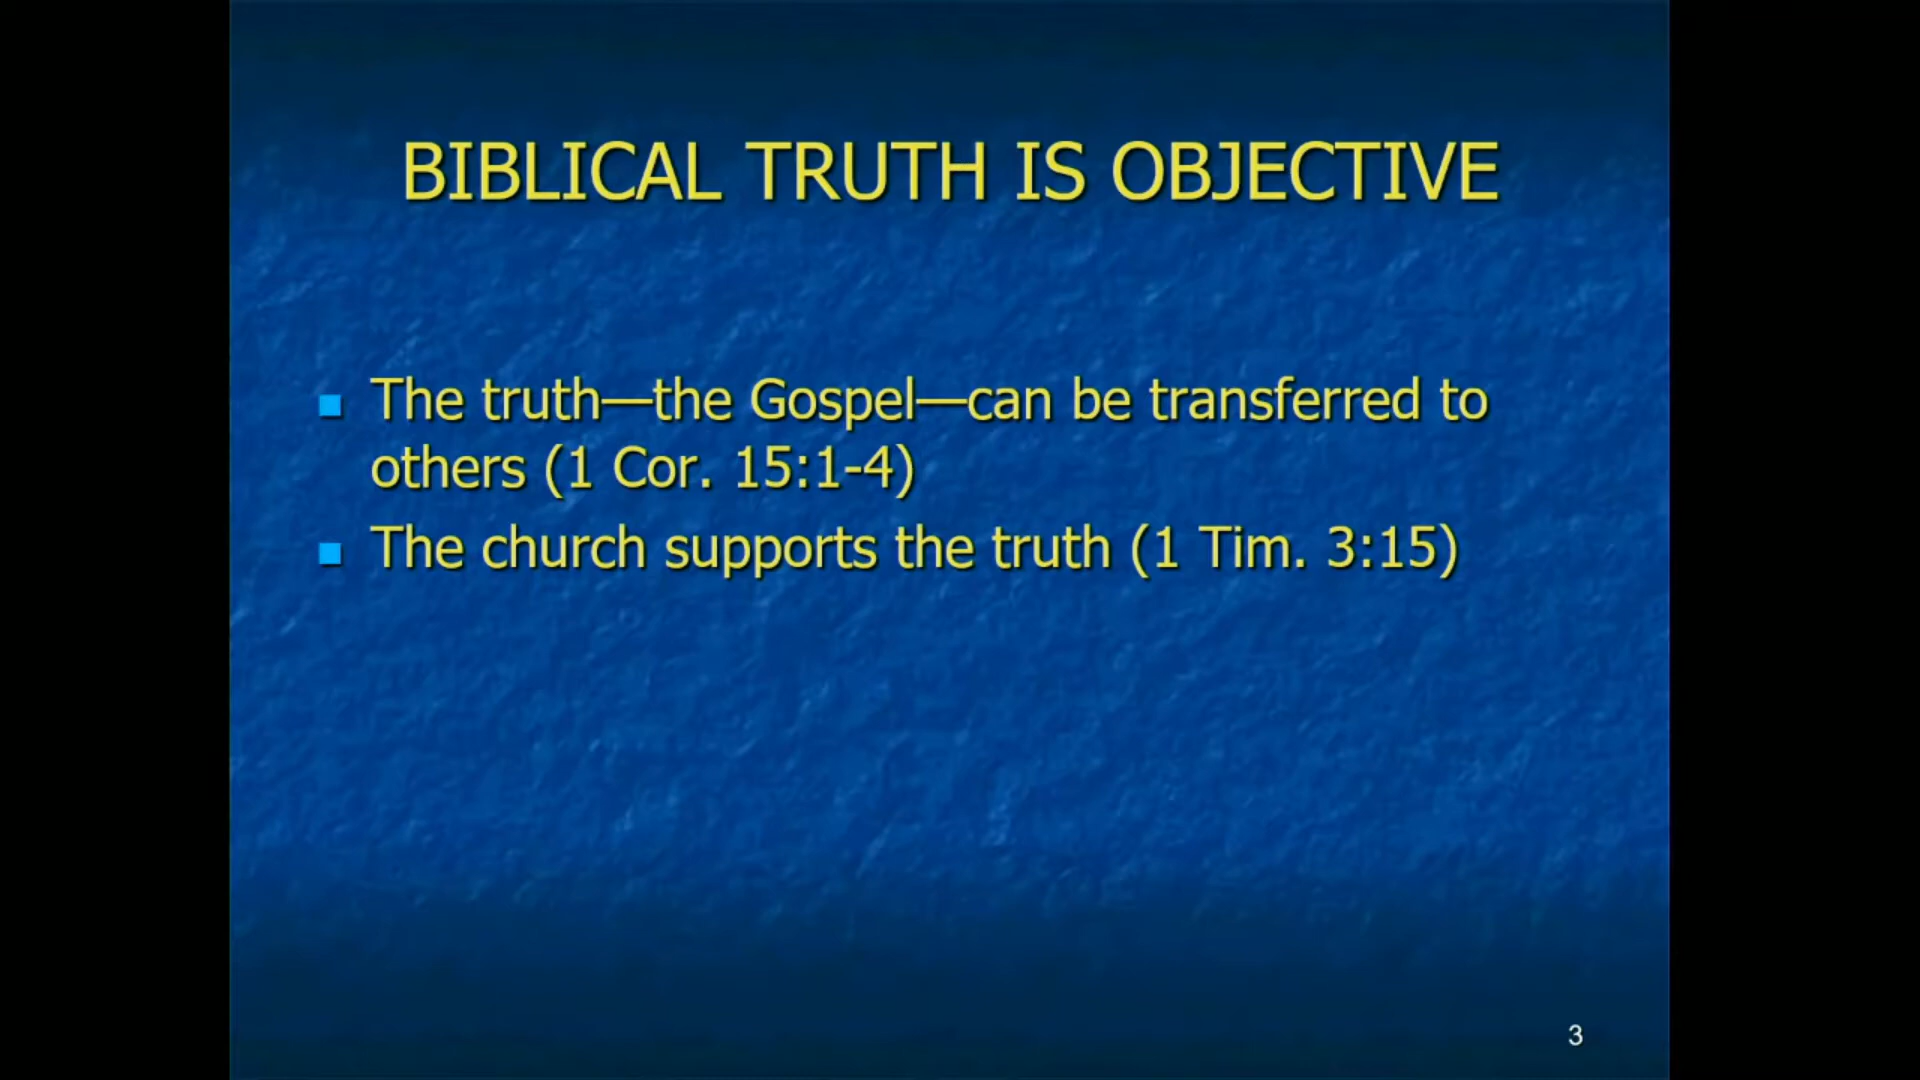 BIBLICAL TRUTH IS OBJECTIVE
The truth—the Gospel—can be transferred to
others (1 Cor. 15:1-4)
The church supports the truth (1 Tim. 3:15)
3